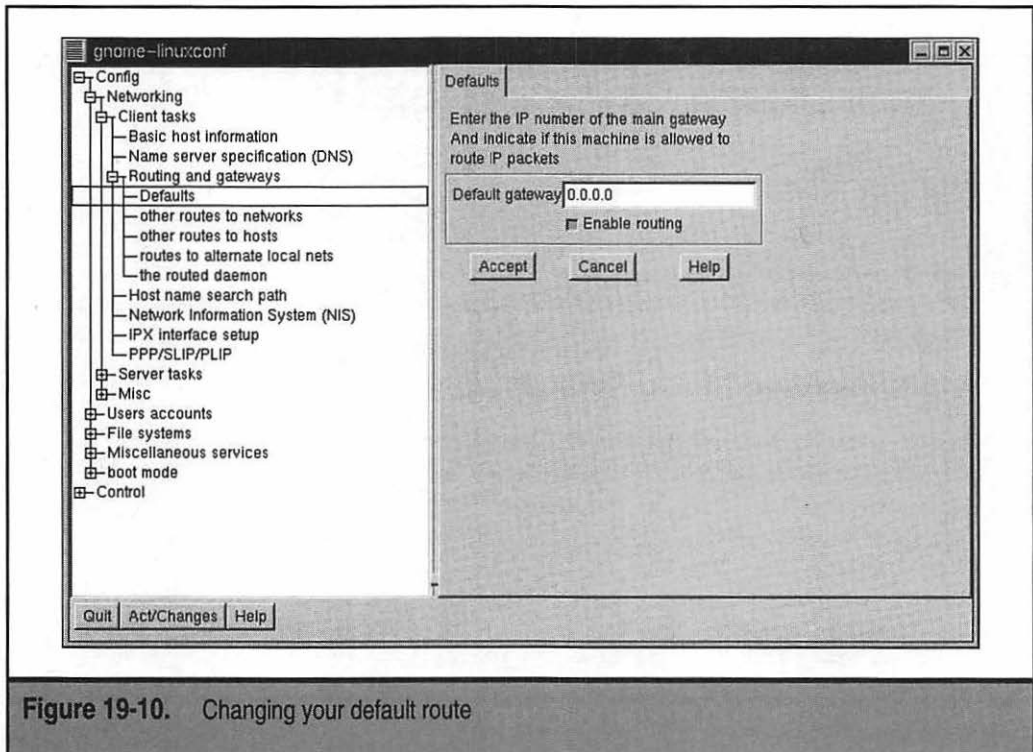 gnome-linuxconf
Config
Networking
Client tasks
Basic host information
Name server specification (DNS)
Routing and gateways
Defaults
other routes to networks
other routes to hosts
routes to alternate local nets
the routed daemon
Host name search path
Network Information System (NIS)
IPX interface setup
PPP/SLIP/PLIP
Server tasks
Misc
Users accounts
File systems
Miscellaneous services
boot mode
Control
Quit Act/Changes Help
Defaults
Enter the IP number of the main gateway
And indicate if this machine is allowed to
route IP packets
Default gateway 0.0.0.0
Enable routing
Accept Cancel Help
Figure 19-10. Changing your default route